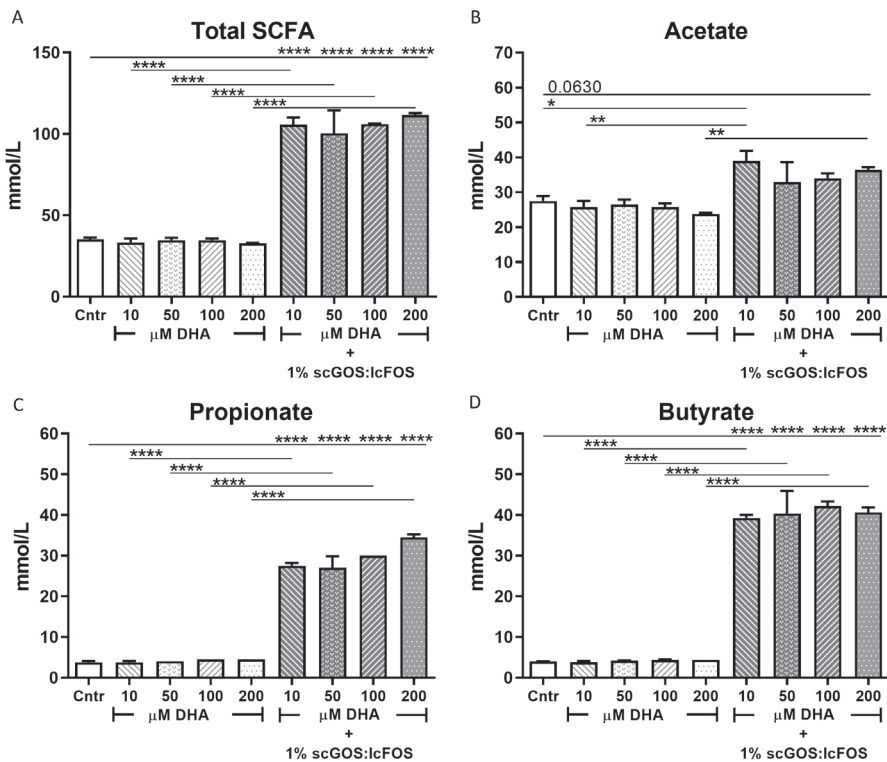 A
Total SCFA
**** **** **** ****
****
****
****
****
150
100
50
0
mmol/L
Cntr 10 50 100 200 10 50 100 200
μM DHA μM DHA
+
1% scGOS:lcFOS
B
Acetate
0.0630
*
**
**
70
60
50
40
30
20
10
0
mmol/L
Cntr 10 50 100 200 10 50 100 200
μM DHA μM DHA
+
1% scGOS:lcFOS
C
Propionate
**** **** **** ****
****
****
****
****
60
50
40
30
20
10
0
mmol/L
Cntr 10 50 100 200 10 50 100 200
μM DHA μM DHA
+
1% scGOS:lcFOS
D
Butyrate
**** **** **** ****
****
****
****
****
60
50
40
30
20
10
0
mmol/L
Cntr 10 50 100 200 10 50 100 200
μM DHA μM DHA
+
1% scGOS:lcFOS